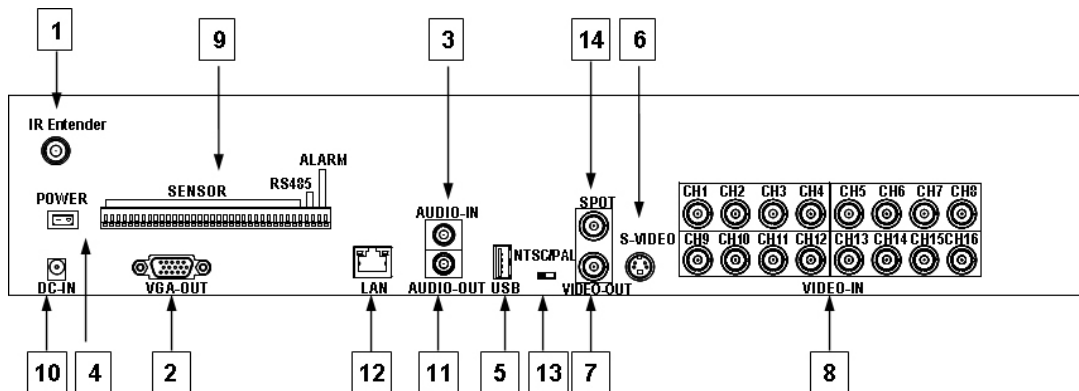 1
9
3
14
6
IR Entender
ALARM
RS485
SENSOR
POWER
AUDIO-IN
SPOT
S-VIDEO
CH1 CH2 CH3 CH4 CH5 CH6 CH7 CH8
CH9 CH10 CH11 CH12 CH13 CH14 CH15 CH16
NTSC/PAL
DC-IN
VGA-OUT
LAN
AUDIO-OUT
USB
VIDEO-OUT
VIDEO-IN
10
4
2
12
11
5
13
7
8